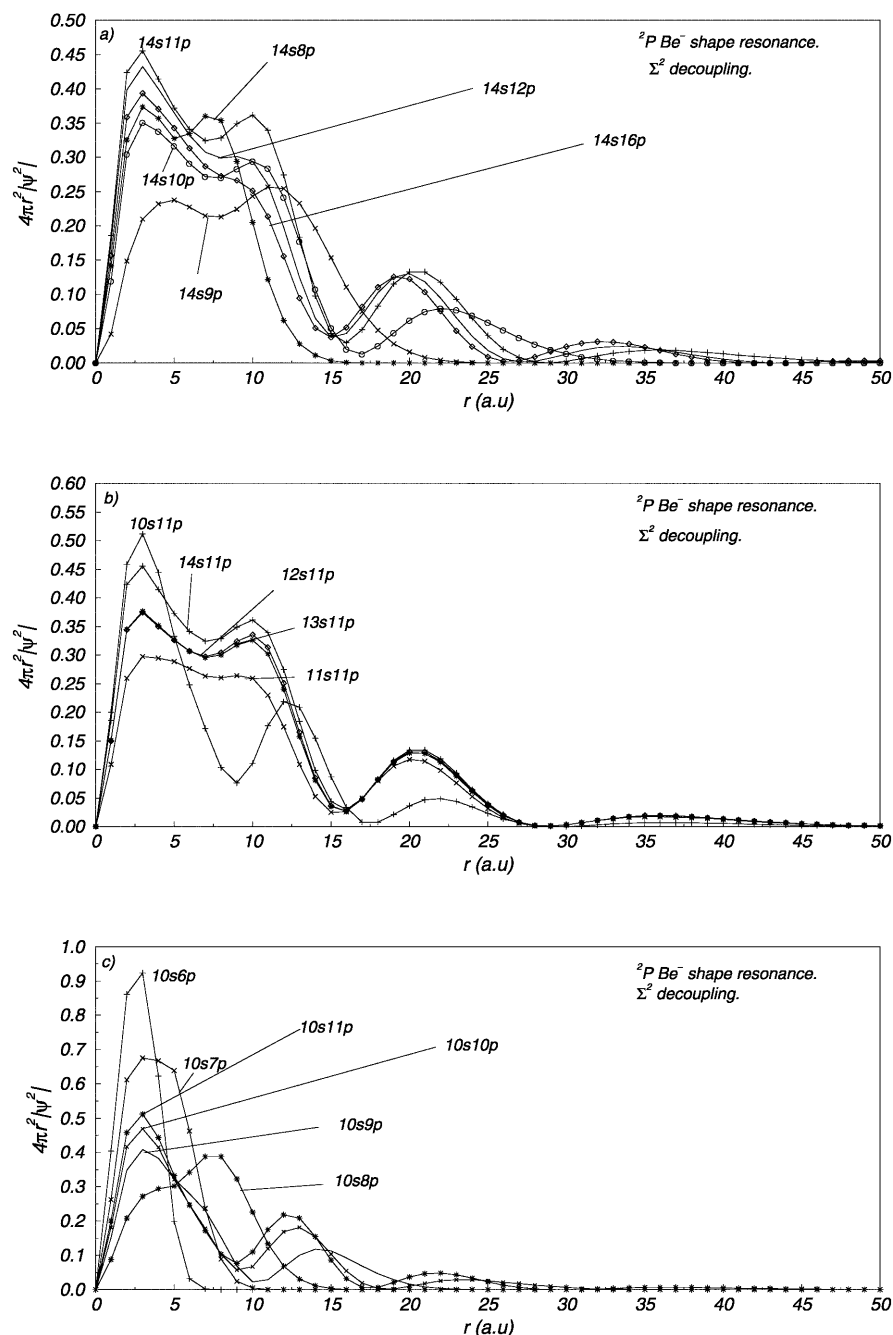 a)
²P Be⁻ shape resonance.
Σ² decoupling.
14s11p
14s8p
14s12p
14s16p
14s10p
14s9p
4πr²|ψ²|
0.50
0.45
0.40
0.35
0.30
0.25
0.20
0.15
0.10
0.05
0.00
0 5 10 15 20 25 30 35 40 45 50
r (a.u)
b)
²P Be⁻ shape resonance.
Σ² decoupling.
10s11p
14s11p
12s11p
13s11p
11s11p
4πr²|ψ²|
0.60
0.55
0.50
0.45
0.40
0.35
0.30
0.25
0.20
0.15
0.10
0.05
0.00
0 5 10 15 20 25 30 35 40 45 50
r (a.u)
c)
²P Be⁻ shape resonance.
Σ² decoupling.
10s6p
10s11p
10s10p
10s7p
10s9p
10s8p
4πr²|ψ²|
1.0
0.9
0.8
0.7
0.6
0.5
0.4
0.3
0.2
0.1
0.0
0 5 10 15 20 25 30 35 40 45 50
r (a.u)